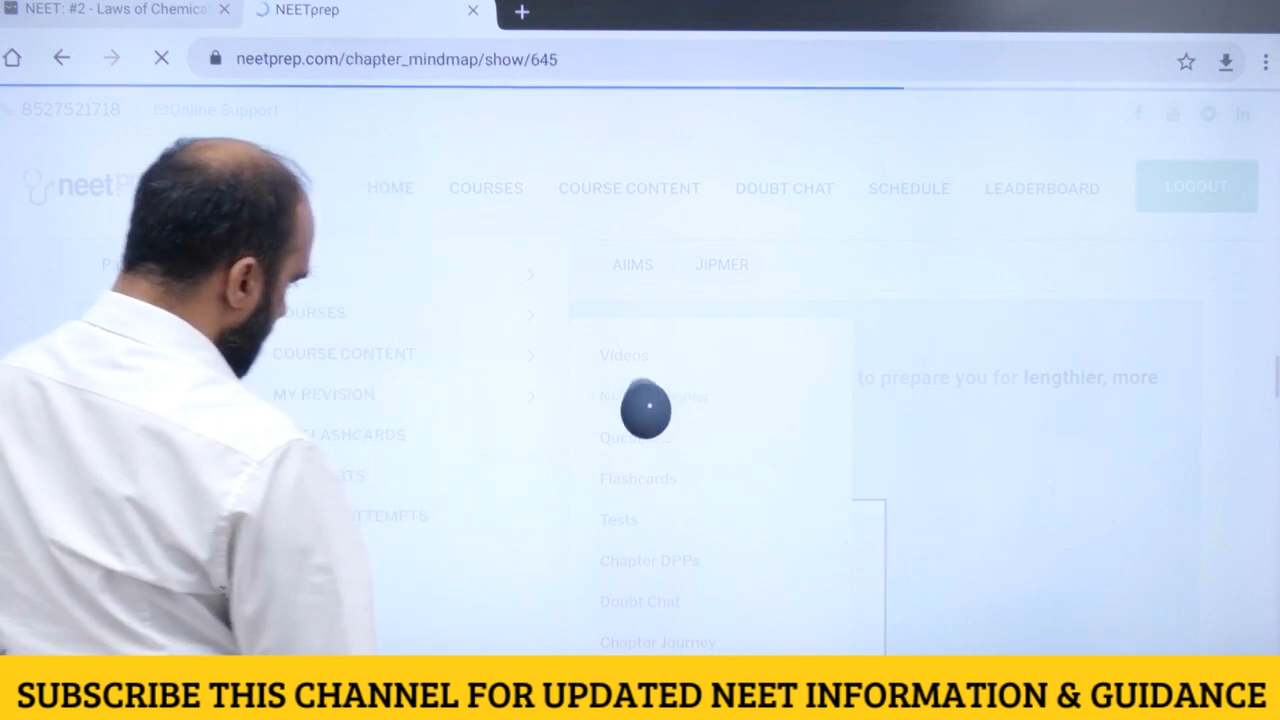 NEET: #2 - Laws of Chemica
NEETprep
neetprep.com/chapter_mindmap/show/645
8527521718 Online Support
neet
HOME COURSES COURSE CONTENT DOUBT CHAT SCHEDULE LEADERBOARD LOGOUT
AIIMS JIPMER
COURSE CONTENT
MY REVISION
Videos
to prepare you for lengthier, more
Flashcards
Tests
Chapter DPPs
Doubt Chat
Chapter Journey
SUBSCRIBE THIS CHANNEL FOR UPDATED NEET INFORMATION & GUIDANCE